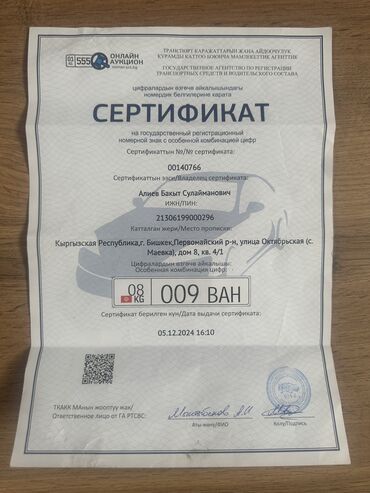 01 KG 555
ОНЛАЙН
АУКЦИОН
ТРАНСПОРТ КАРАЖАТТАРЫН ЖАНА АЙДООЧУЛУК
КУРАМДЫ КАТТОО БОЮНЧА МАМЛЕКЕТТИК АГЕНТТИК
ГОСУДАРСТВЕННОЕ АГЕНТСТВО ПО РЕГИСТРАЦИИ
ТРАНСПОРТНЫХ СРЕДСТВ И ВОДИТЕЛЬСКОГО СОСТАВА
цифралардын өзгөчө айкалышындагы
номердик белгилерине карата
СЕРТИФИКАТ
на государственный регистрационный
номерной знак с особенной комбинацией цифр
Сертификаттын №/№ сертификата:
00140766
Сертификаттын ээси/Владелец сертификата:
Алиев Бакыт Сулайманович
ИЖН/ПИН:
21306199000296
Катталган жери/Место прописки:
Кыргызская Республика,г. Бишкек,Первомайский р-н, улица Октябрьская (с.
Маевка), дом 8, кв. 4/1
Цифралардын өзгөчө айкалышы:
Особенная комбинация цифр:
08 KG 009 BAH
Сертификат берилген күн/Дата выдачи сертификата:
05.12.2024 16:10
ТКАКК МАнын жооптуу жак/
Ответственное лицо от ГА РТСВС:
Аты-жөнү/ФИО
Колу/Подпись